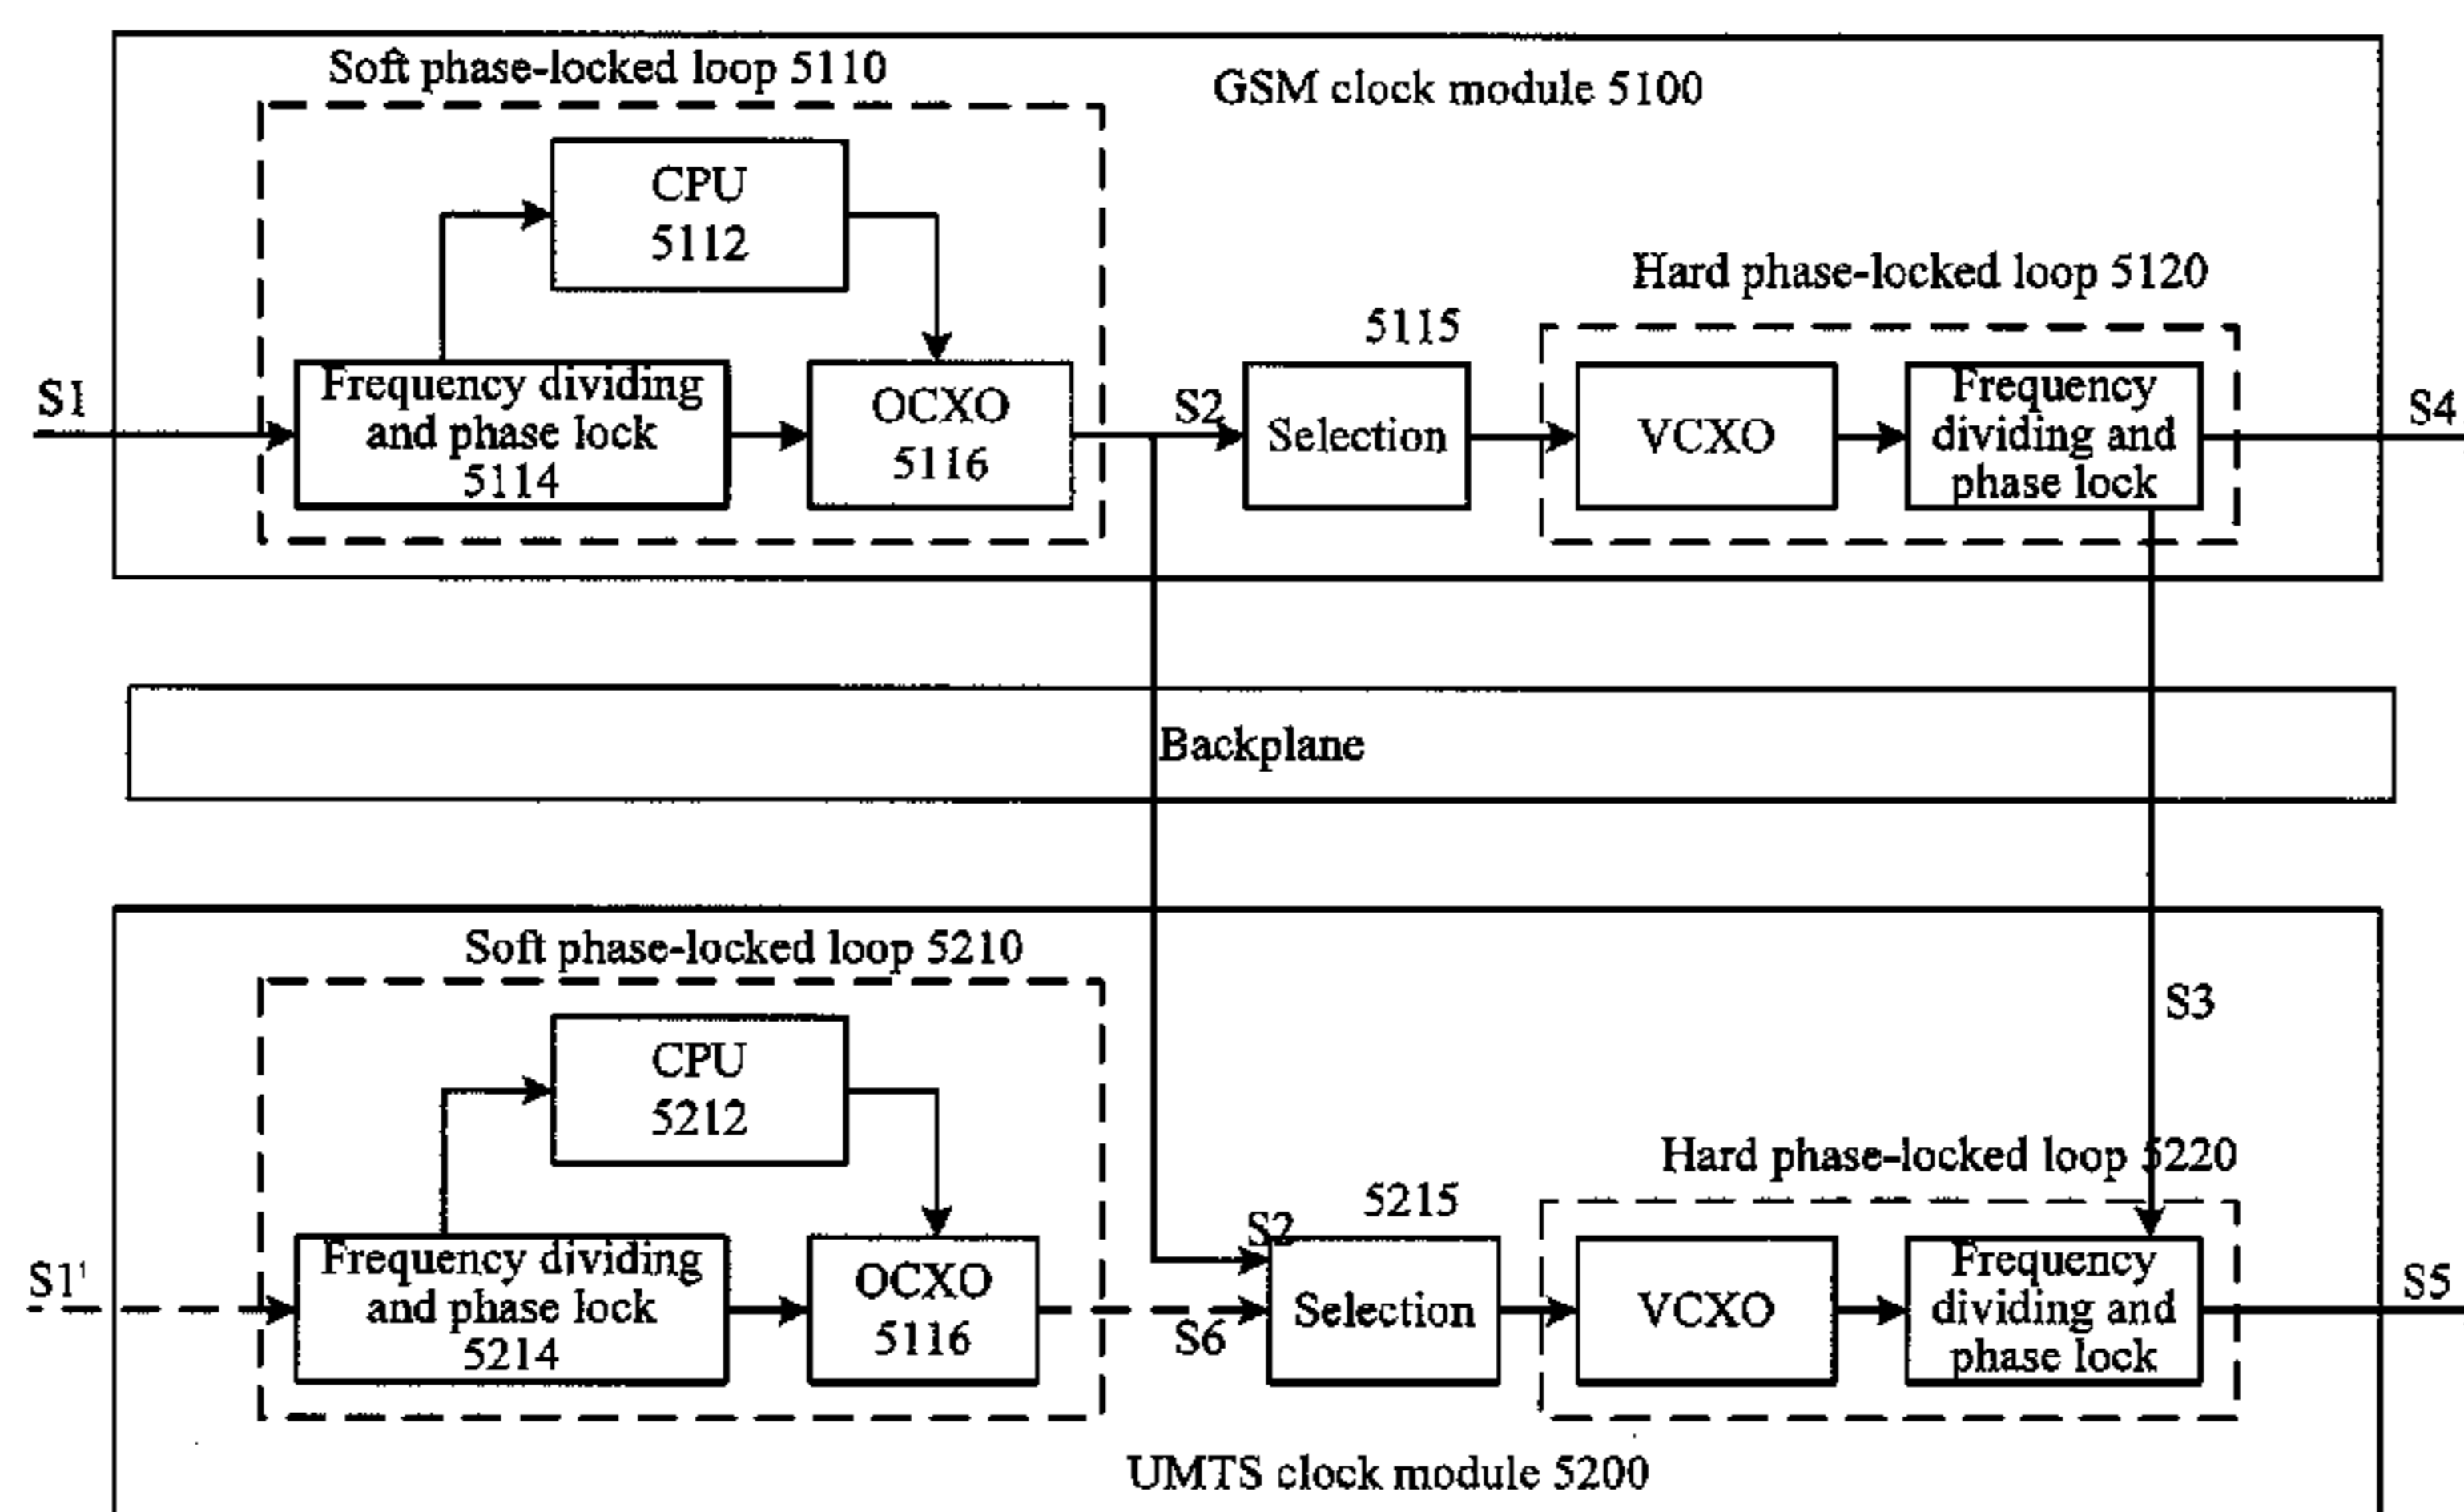 Soft phase-locked loop 5110
GSM clock module 5100
CPU
5112
Hard phase-locked loop 5120
5115
S1
Frequency dividing
and phase lock
5114
OCXO
5116
S2
Selection
VCXO
Frequency
dividing and
phase lock
S4
Backplane
Soft phase-locked loop 5210
S3
CPU
5212
Hard phase-locked loop 5220
5215
S2
S1'
Frequency dividing
and phase lock
5214
OCXO
5116
S6
Selection
VCXO
Frequency
dividing and
phase lock
S5
UMTS clock module 5200